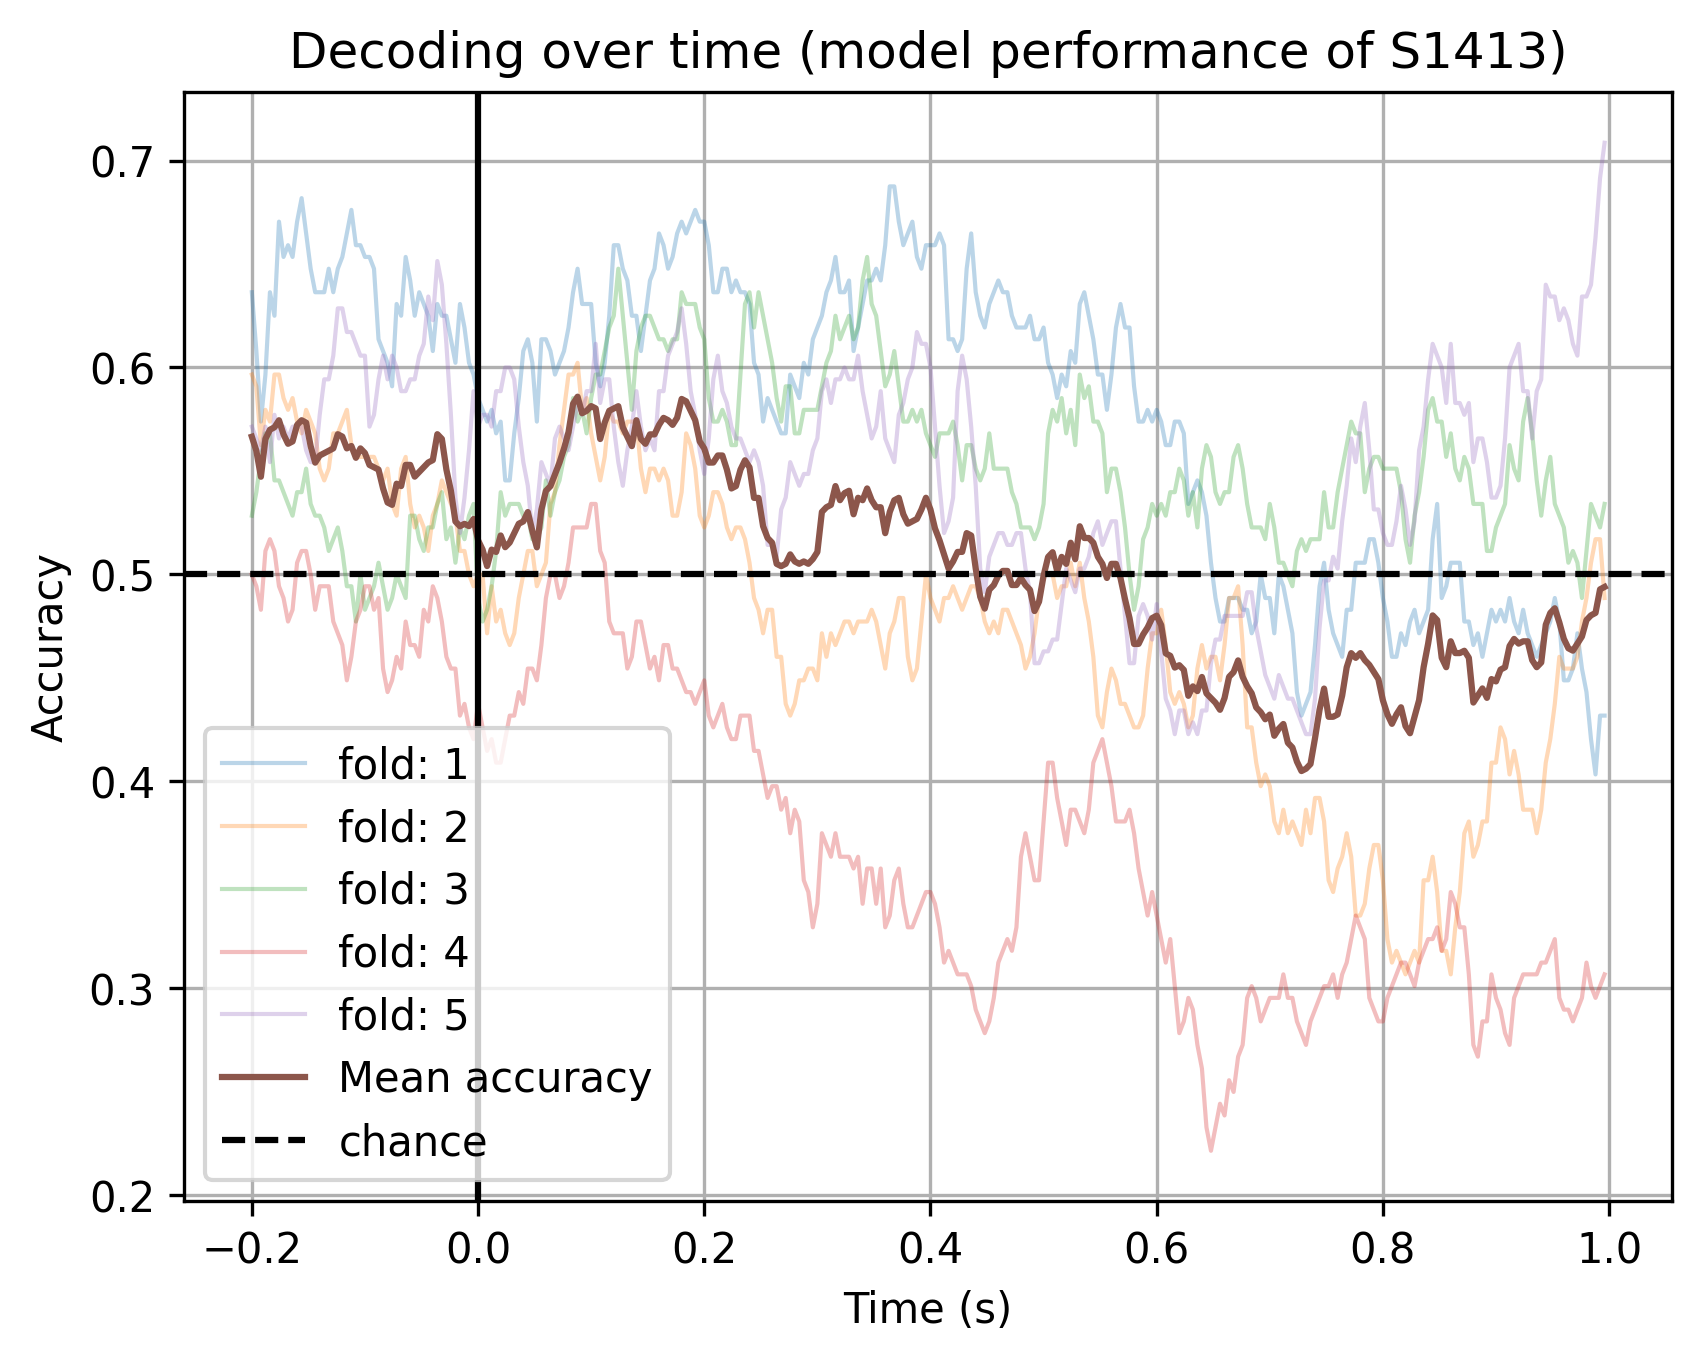 Decoding over time (model performance of S1413)
Accuracy
0.7
0.6
0.5
0.4
0.3
0.2
fold: 1
fold: 2
fold: 3
fold: 4
fold: 5
Mean accuracy
chance
−0.2 0.0 0.2 0.4 0.6 0.8 1.0
Time (s)